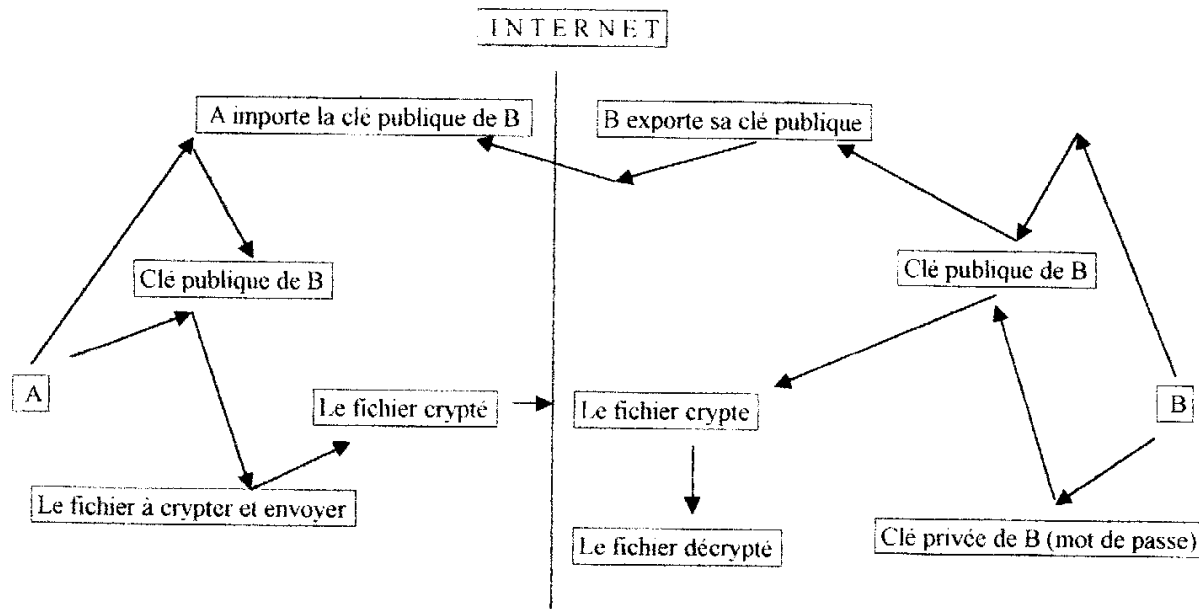 INTERNET
A importe la clé publique de B
B exporte sa clé publique
Clé publique de B
Clé publique de B
A
Le fichier crypté
Le fichier crypte
B
Le fichier à crypter et envoyer
Le fichier décrypté
Clé privée de B (mot de passe)